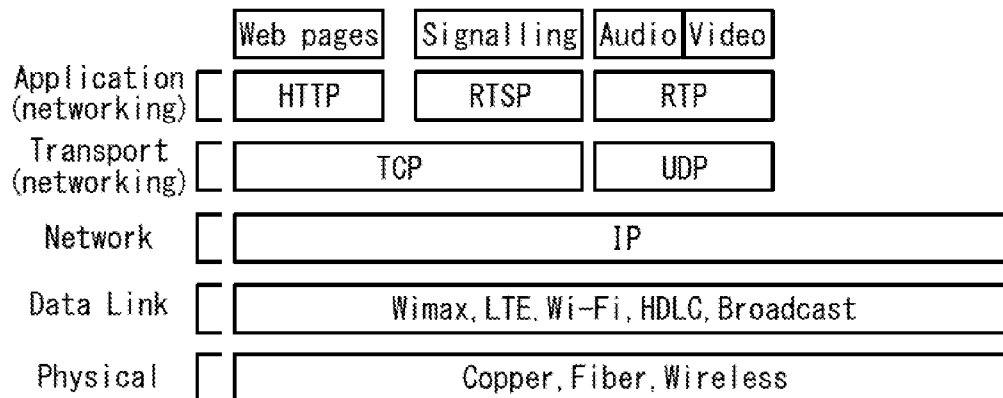 Web pages Signalling Audio Video
Application
(networking) HTTP RTSP RTP
Transport
(networking) TCP UDP
Network IP
Data Link Wimax, LTE, Wi-Fi, HDLC, Broadcast
Physical Copper, Fiber, Wireless